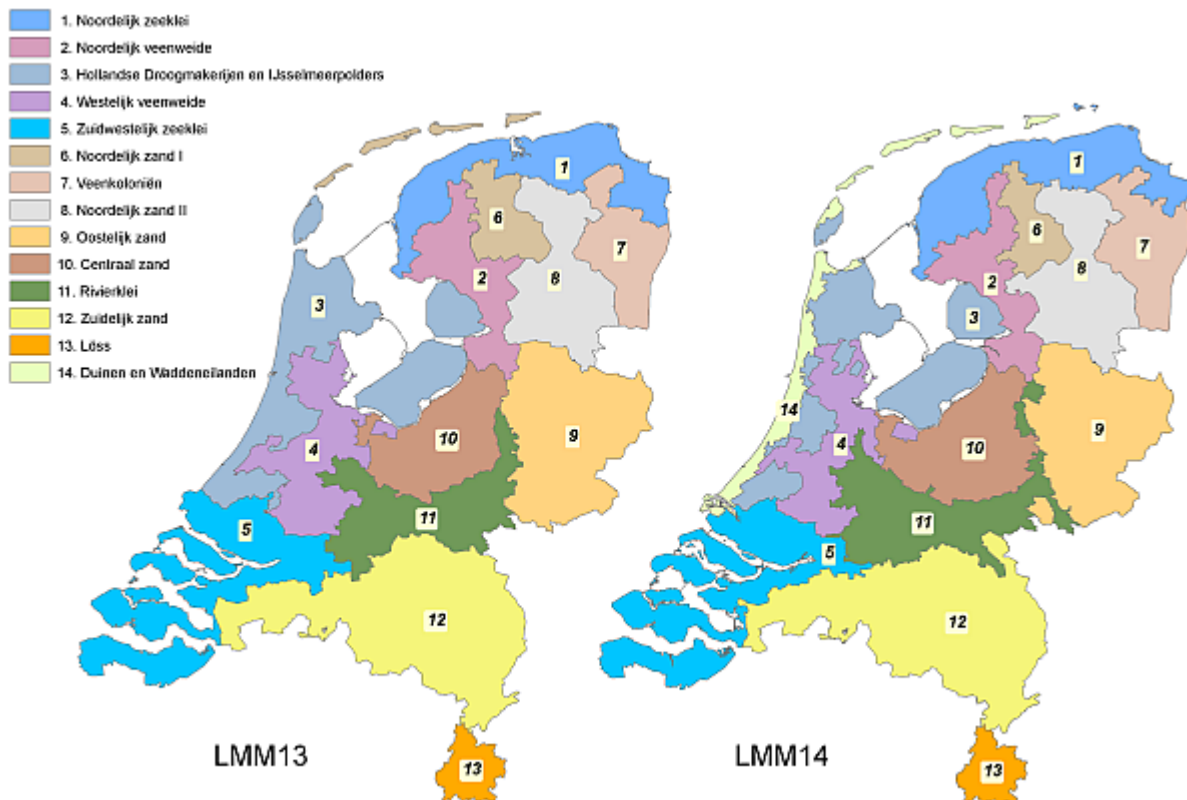 1. Noordelijk zeeklei
2. Noordelijk veenweide
3. Hollandse Droogmakerijen en IJsselmeerpolders
4. Westelijk veenweide
5. Zuidwestelijk zeeklei
6. Noordelijk zand I
7. Veenkoloniën
8. Noordelijk zand II
9. Oostelijk zand
10. Centraal zand
11. Rivierklei
12. Zuidelijk zand
13. Löss
14. Duinen en Waddeneilanden
1
6
7
2
8
3
4
10
9
5
11
12
13
LMM13
1
6
7
2
8
3
14
4
10
9
11
5
12
13
LMM14